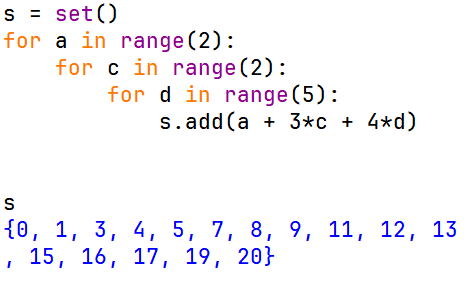 s = set()
for a in range(2):
    for c in range(2):
        for d in range(5):
            s.add(a + 3*c + 4*d)
s
{0, 1, 3, 4, 5, 7, 8, 9, 11, 12, 13
, 15, 16, 17, 19, 20}